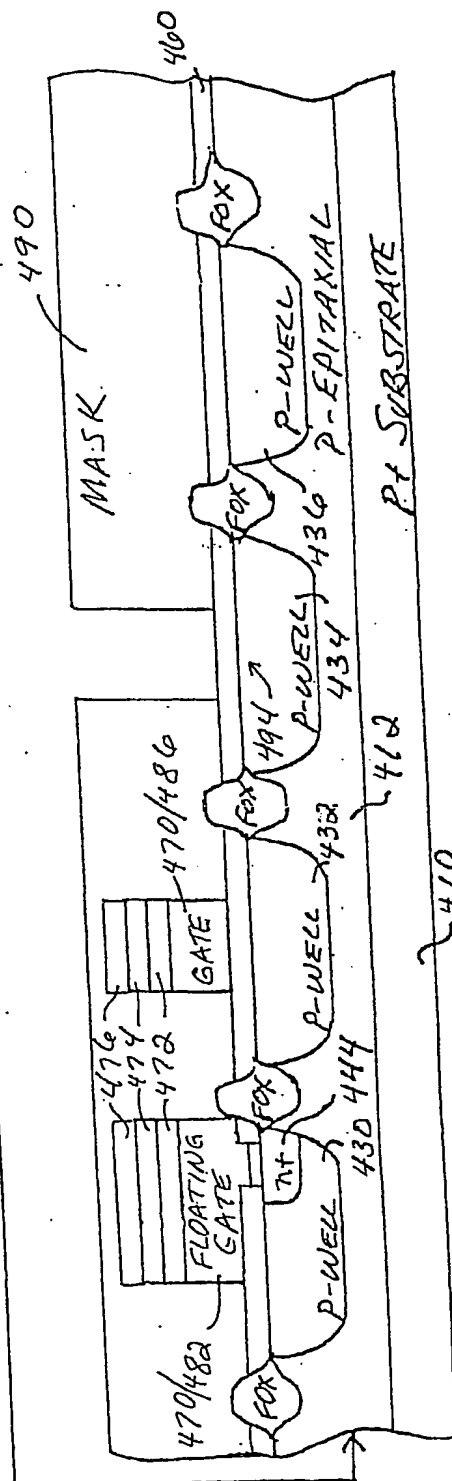 490
MASK
460
476
474
472
470/486
470/482
FLOATING
GATE
GATE
FOX
n+
FOX
FOX
FOX
FOX
494
P-WELL
P-WELL
P-WELL
P-WELL
430
444
432
434
436
P-EPITAXIAL
412
P+ SUBSTRATE
410